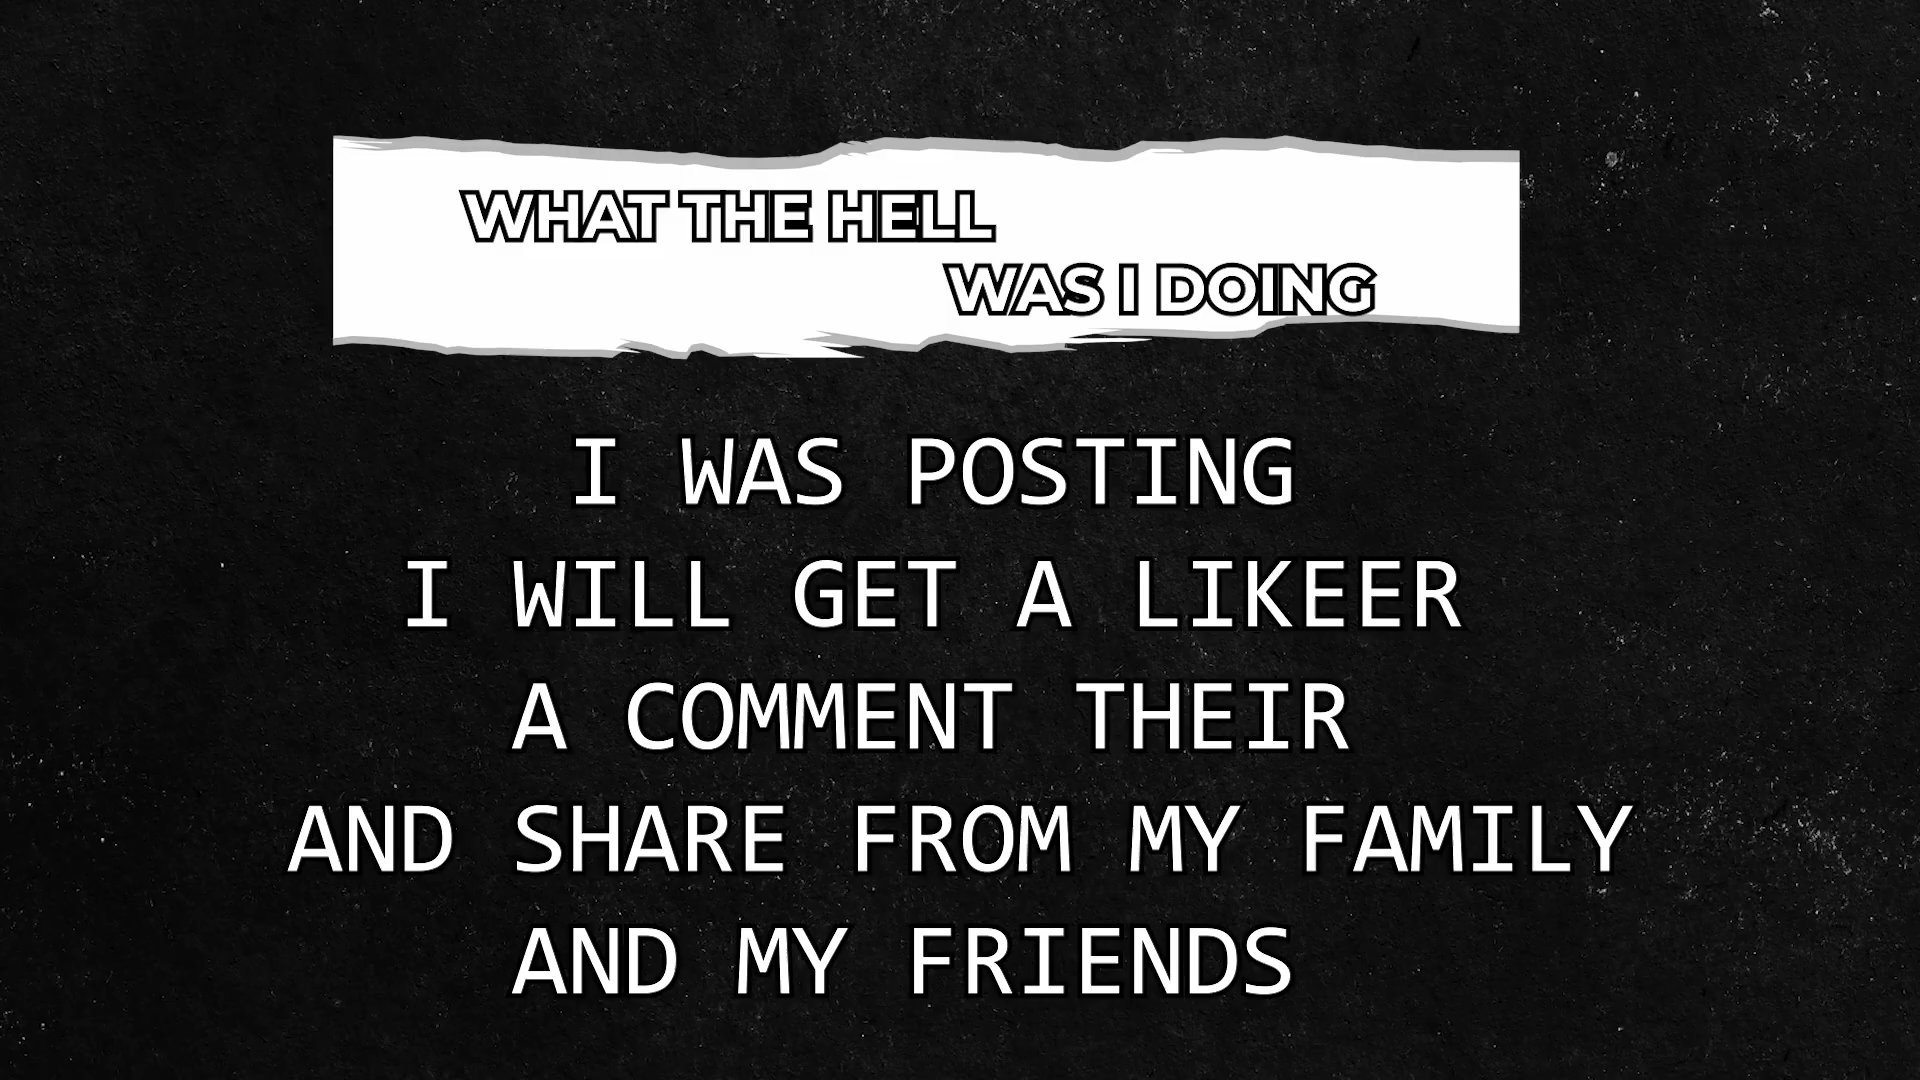 WHAT THE HELL
WAS I DOING
I WAS POSTING
I WILL GET A LIKEER
A COMMENT THEIR
AND SHARE FROM MY FAMILY
AND MY FRIENDS